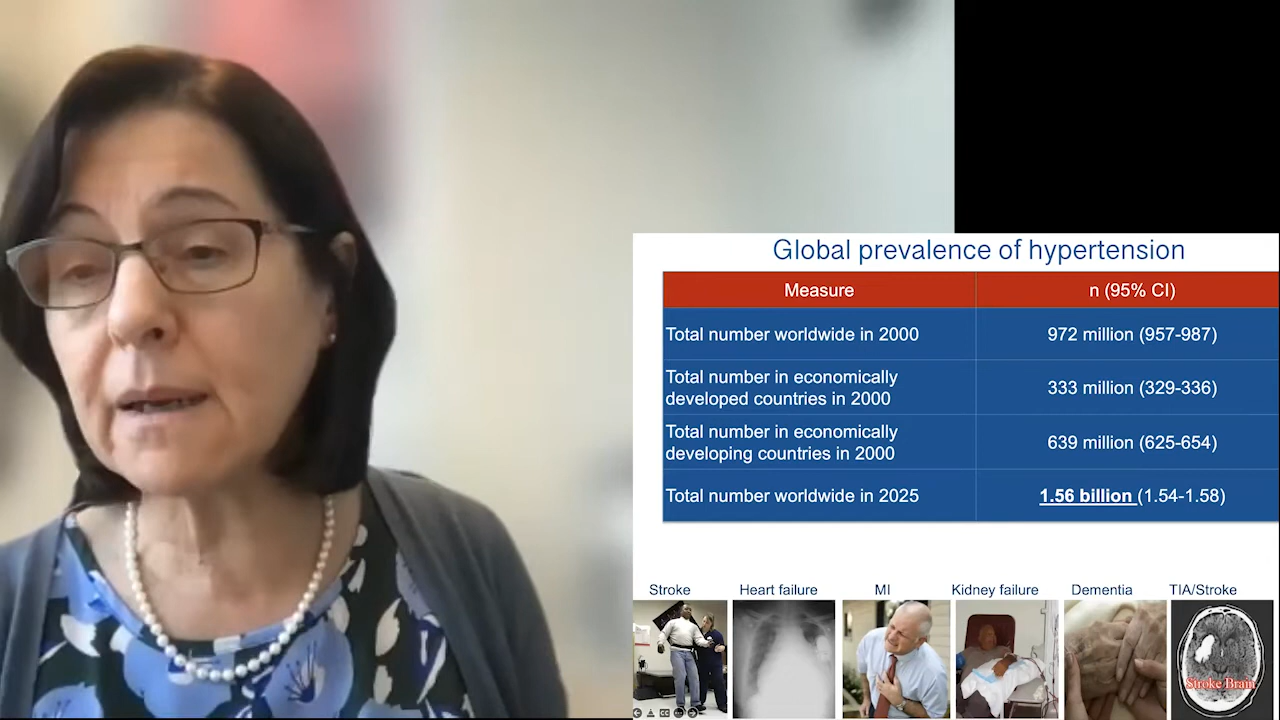 Global prevalence of hypertension
Measure n (95% CI)
Total number worldwide in 2000 972 million (957-987)
Total number in economically
developed countries in 2000 333 million (329-336)
Total number in economically
developing countries in 2000 639 million (625-654)
Total number worldwide in 2025 1.56 billion (1.54-1.58)
Stroke Heart failure MI Kidney failure Dementia TIA/Stroke
Stroke Brain